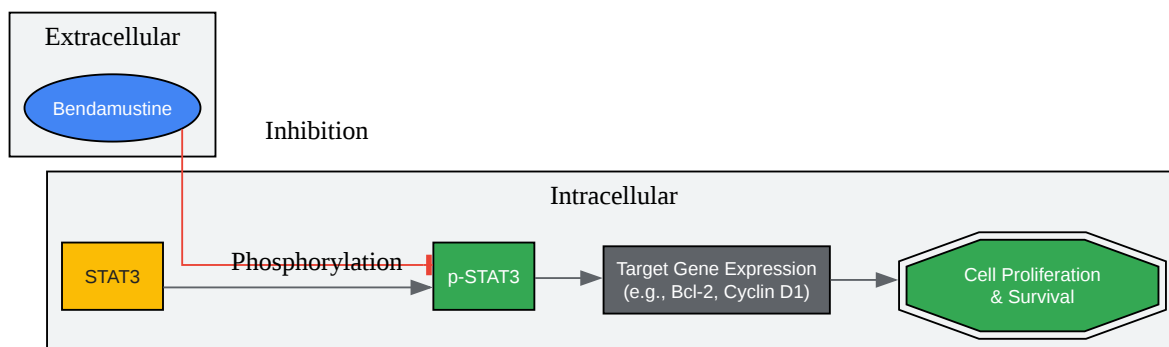 Extracellular
Bendamustine
Inhibition
Intracellular
STAT3
Phosphorylation
p-STAT3
Target Gene Expression
(e.g., Bcl-2, Cyclin D1)
Cell Proliferation
& Survival